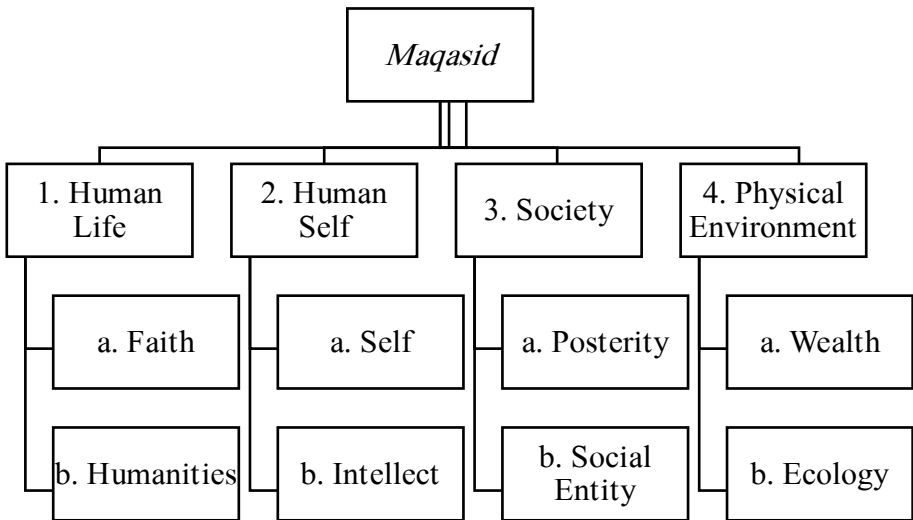 Maqasid
1. Human
Life
2. Human
Self
3. Society
4. Physical
Environment
a. Faith
a. Self
a. Posterity
a. Wealth
b. Humanities
b. Intellect
b. Social
Entity
b. Ecology